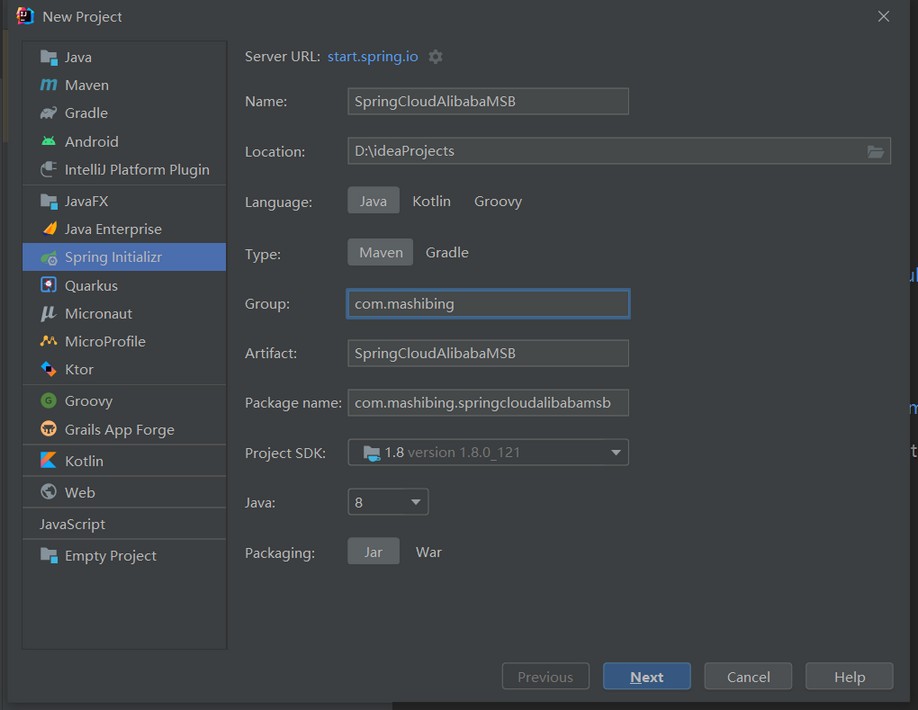 New Project
Java
Maven
Gradle
Android
IntelliJ Platform Plugin
JavaFX
Java Enterprise
Spring Initializr
Quarkus
Micronaut
MicroProfile
Ktor
Groovy
Grails App Forge
Kotlin
Web
JavaScript
Empty Project
Server URL: start.spring.io
Name: SpringCloudAlibabaMSB
Location: D:\ideaProjects
Language: Java Kotlin Groovy
Type: Maven Gradle
Group: com.mashibing
Artifact: SpringCloudAlibabaMSB
Package name: com.mashibing.springcloudalibabamsb
Project SDK: 1.8 version 1.8.0_121
Java: 8
Packaging: Jar War
Previous Next Cancel Help